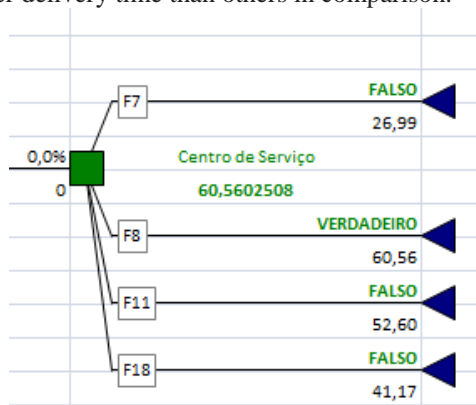 er delivery time than others in comparison.
F7
FALSO
26,99
0,0%
Centro de Serviço
0
60,5602508
F8
VERDADEIRO
60,56
F11
FALSO
52,60
F18
FALSO
41,17